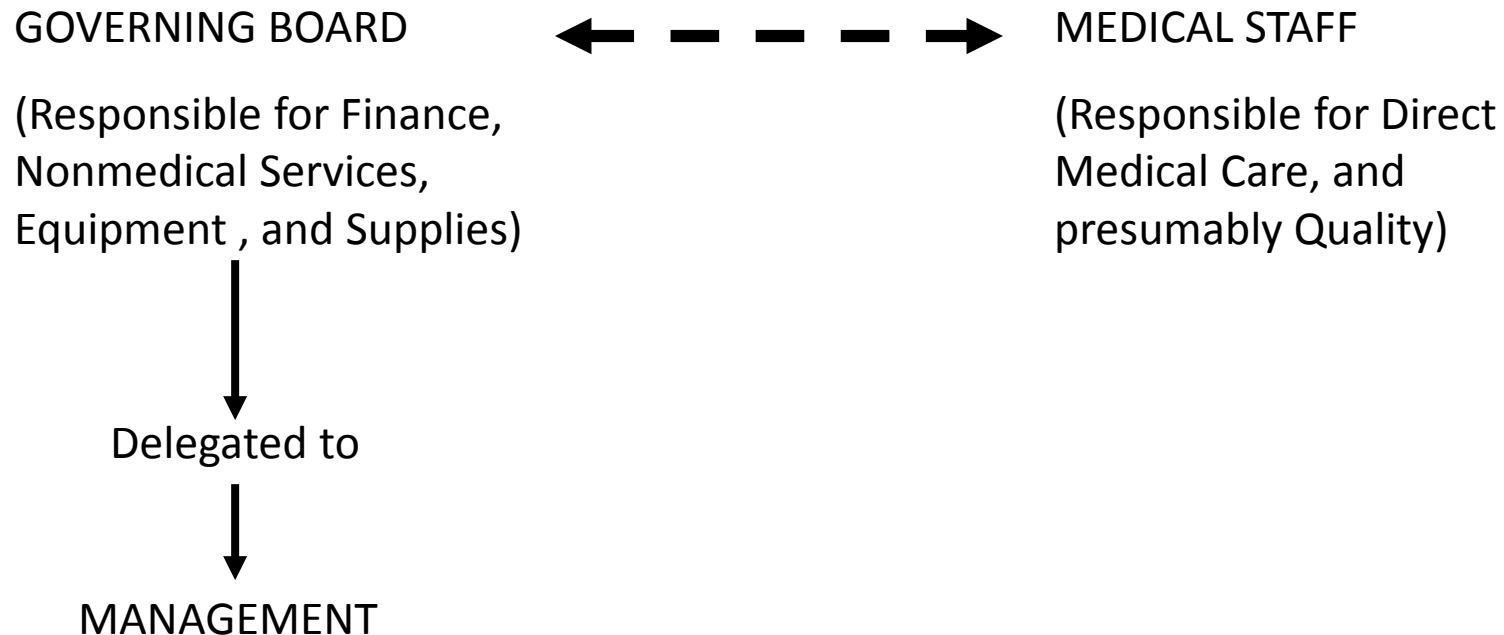 GOVERNING BOARD
(Responsible for Finance,
Nonmedical Services,
Equipment , and Supplies)
Delegated to
MANAGEMENT
MEDICAL STAFF
(Responsible for Direct
Medical Care, and
presumably Quality)